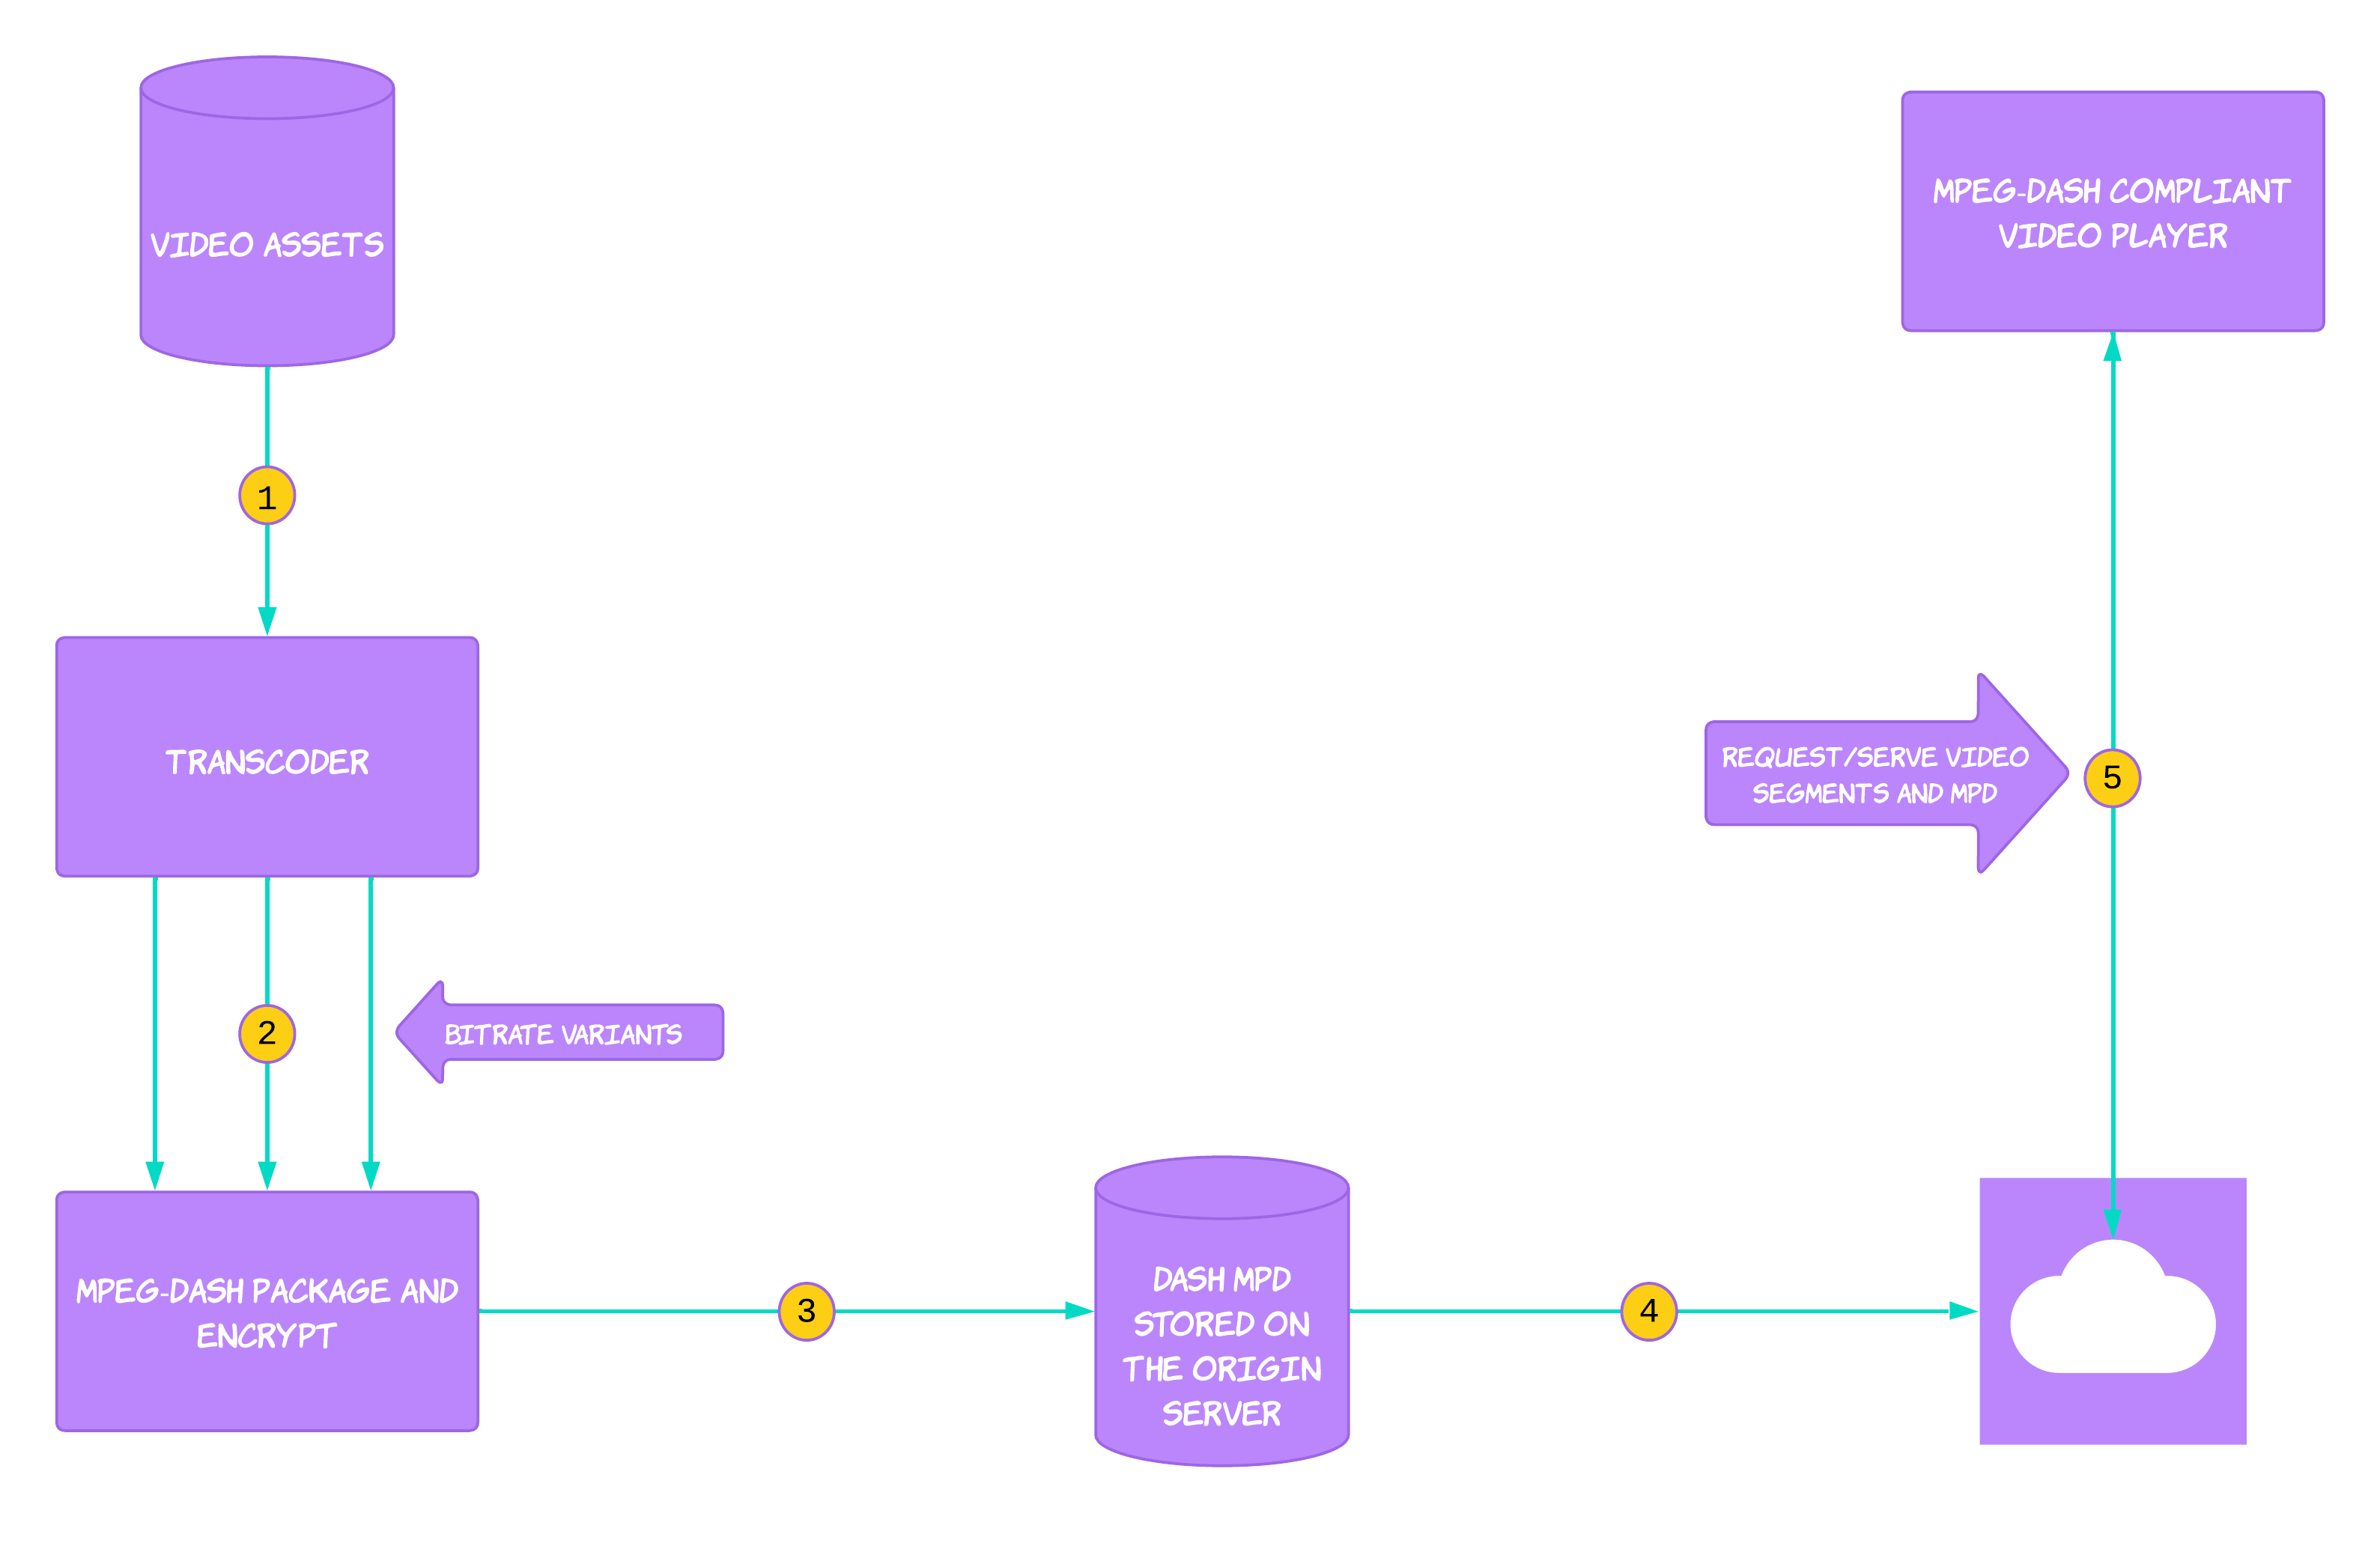 VIDEO ASSETS
1
TRANSCODER
2
BITRATE VARIANTS
MPEG-DASH PACKAGE AND
ENCRYPT
3
DASH MPD
STORED ON
THE ORIGIN
SERVER
4
REQUEST/SERVE VIDEO
SEGMENTS AND MPD
5
MPEG-DASH COMPLIANT
VIDEO PLAYER